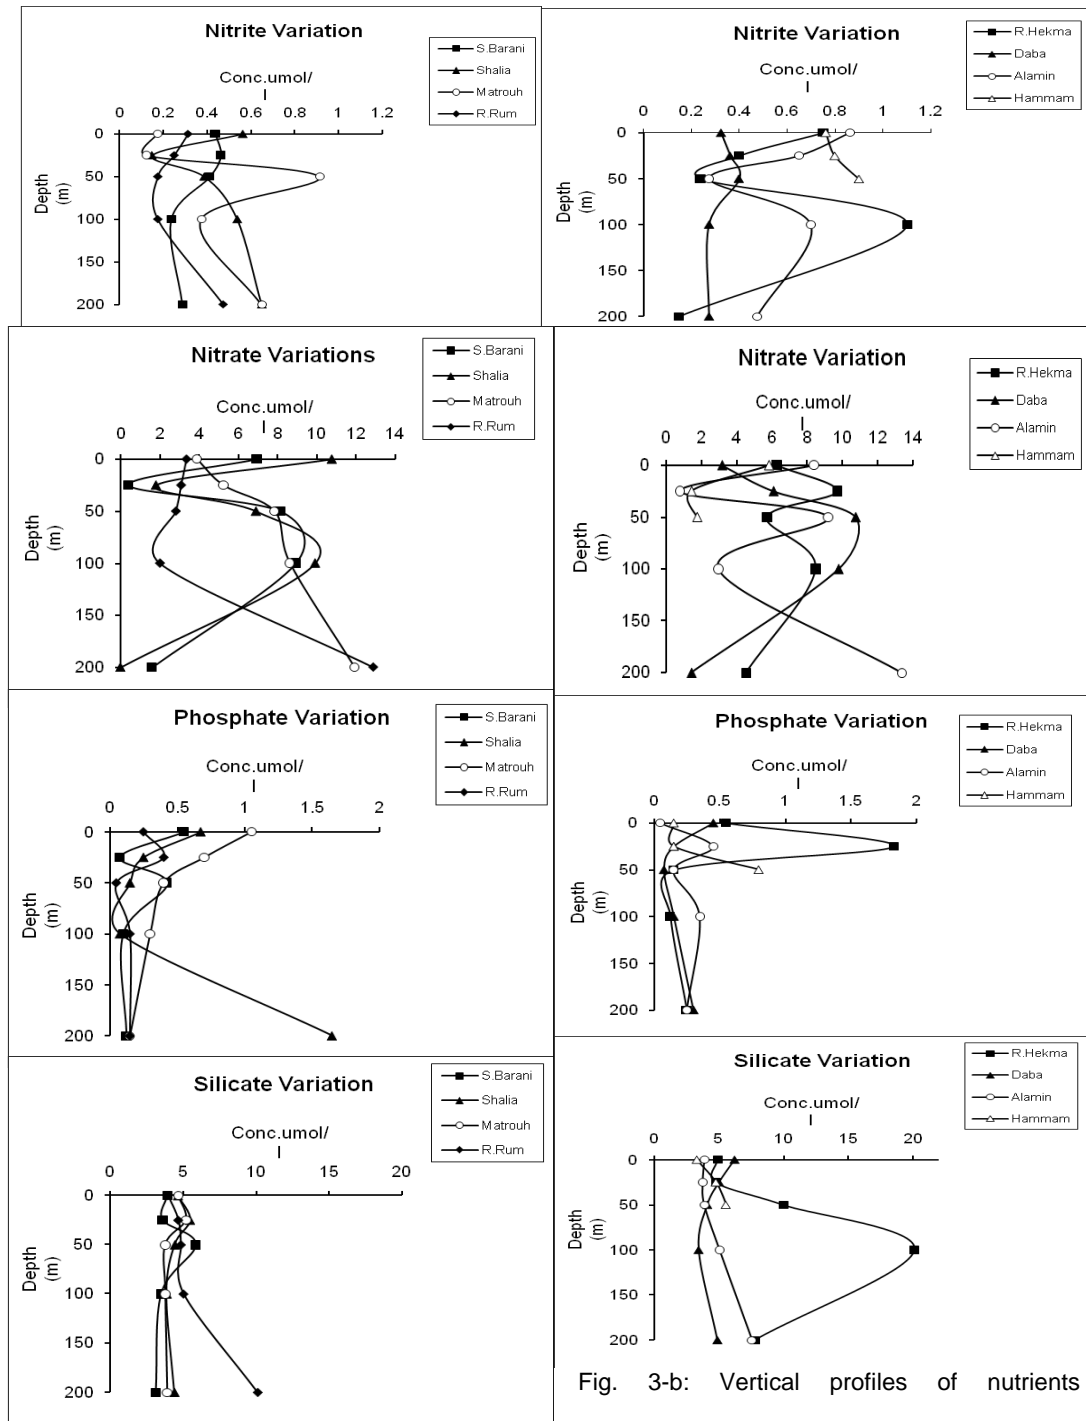 Nitrite Variation
S.Barani
Shalia
Matrouh
R.Rum
Conc.umol/
l
0 0.2 0.4 0.6 0.8 1 1.2
0
50
100
150
200
Depth
(m)
Nitrite Variation
R.Hekma
Daba
Alamin
Hammam
Conc.umol/
l
0 0.2 0.4 0.6 0.8 1 1.2
0
50
100
150
200
Depth
(m)
Nitrate Variations
S.Barani
Shalia
Matrouh
R.Rum
Conc.umol/
l
0 2 4 6 8 10 12 14
0
50
100
150
200
Depth
(m)
Nitrate Variation
R.Hekma
Daba
Alamin
Hammam
Conc.umol/
l
0 2 4 6 8 10 12 14
0
50
100
150
200
Depth
(m)
Phosphate Variation
S.Barani
Shalia
Matrouh
R.Rum
Conc.umol/
l
0 0.5 1 1.5 2
0
50
100
150
200
Depth
(m)
Phosphate Variation
R.Hekma
Daba
Alamin
Hammam
Conc.umol/
l
0 0.5 1 1.5 2
0
50
100
150
200
Depth
(m)
Silicate Variation
S.Barani
Shalia
Matrouh
R.Rum
Conc.umol/
l
0 5 10 15 20
0
50
100
150
200
Depth
(m)
Silicate Variation
R.Hekma
Daba
Alamin
Hammam
Conc.umol/
l
0 5 10 15 20
0
50
100
150
200
Depth
(m)
Fig. 3-b: Vertical profiles of nutrients